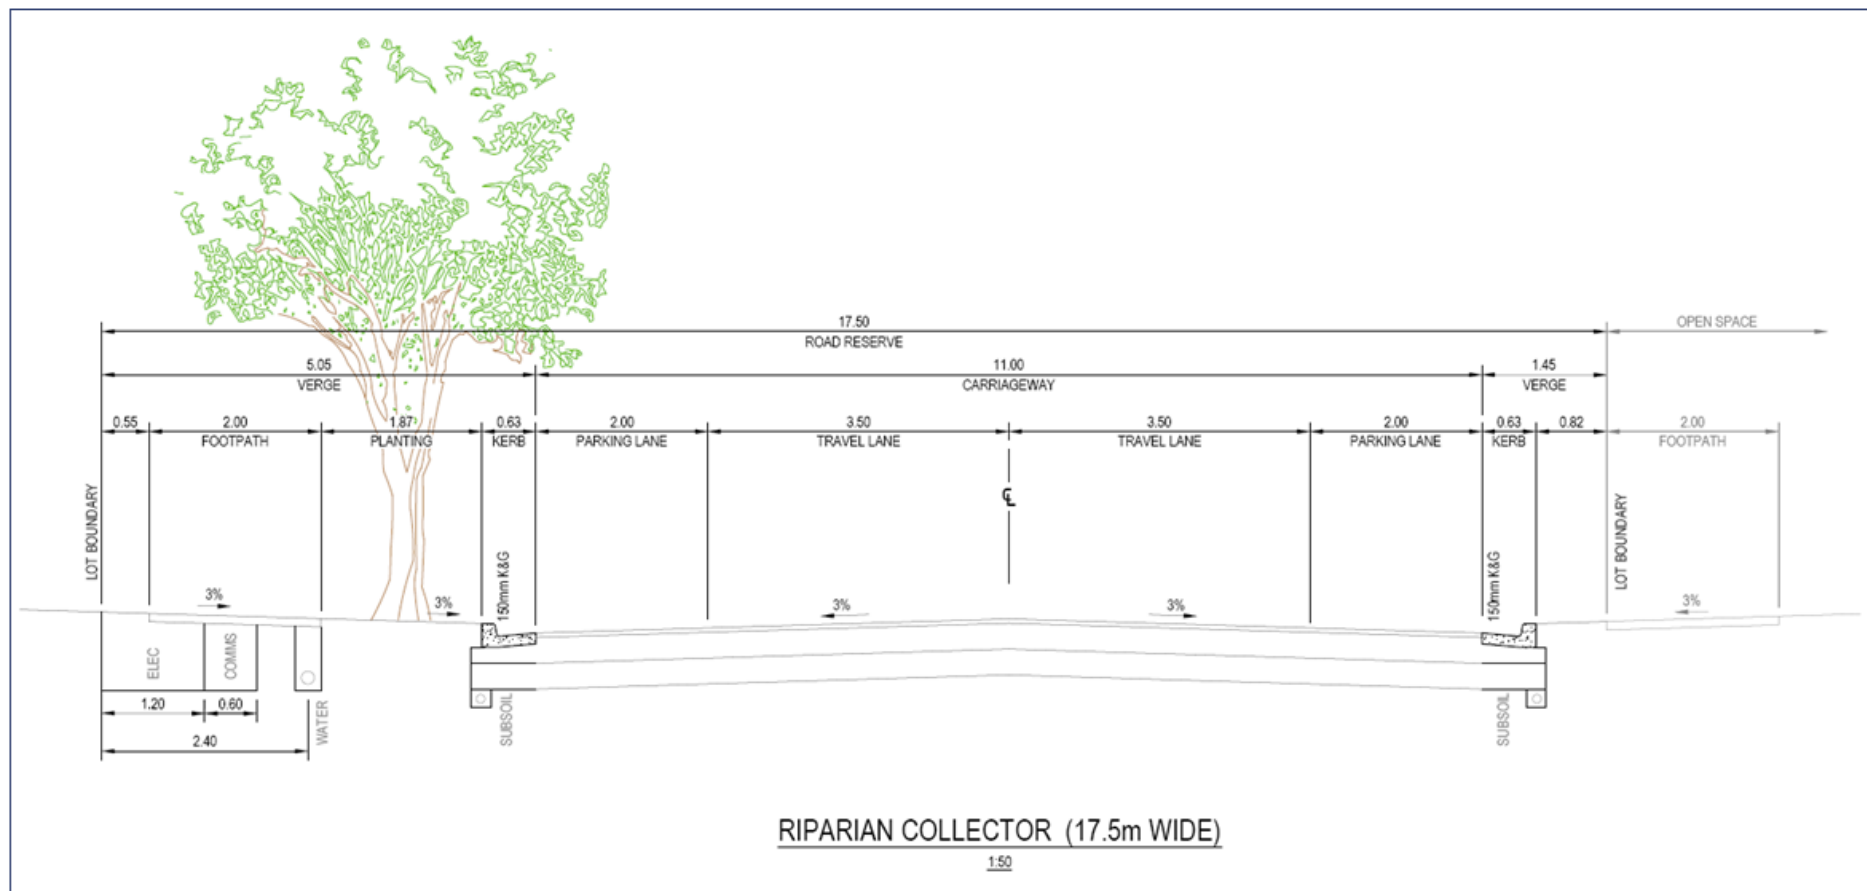 17.50
OPEN SPACE
ROAD RESERVE
5.05
11.00
1.45
VERGE
CARRIAGEWAY
VERGE
0.55
2.00
1.87
0.63
2.00
3.50
3.50
2.00
0.63
0.82
2.00
FOOTPATH
PLANTING
KERB
PARKING LANE
TRAVEL LANE
TRAVEL LANE
PARKING LANE
KERB
FOOTPATH
LOT BOUNDARY
150mm K&G
℄
150mm K&G
LOT BOUNDARY
3%
3%
3%
3%
3%
ELEC
COMMS
1.20
0.60
WATER
SUBSOIL
SUBSOIL
2.40
RIPARIAN COLLECTOR (17.5m WIDE)
1:50